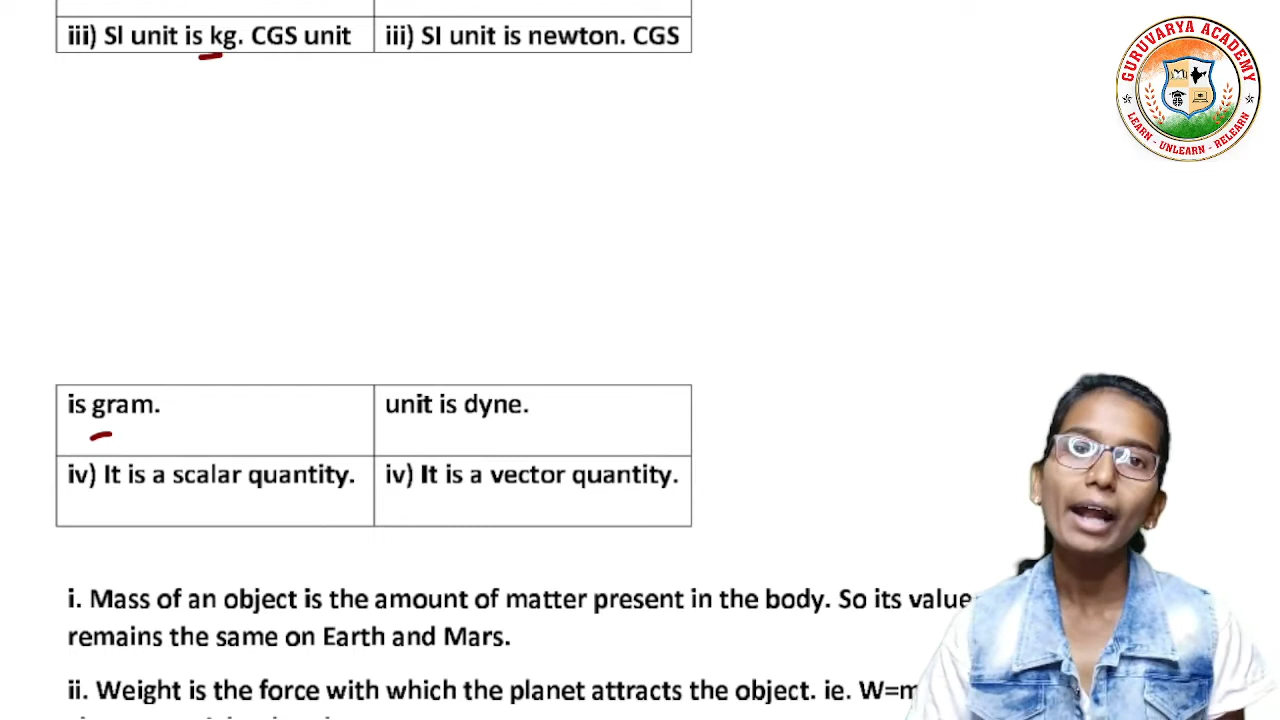 iii) SI unit is kg. CGS unit
iii) SI unit is newton. CGS
GURUVARYA ACADEMY
LEARN - UNLEARN - RELEARN
is gram.
unit is dyne.
iv) It is a scalar quantity.
iv) It is a vector quantity.
i. Mass of an object is the amount of matter present in the body. So its value
remains the same on Earth and Mars.
ii. Weight is the force with which the planet attracts the object. ie. W=m